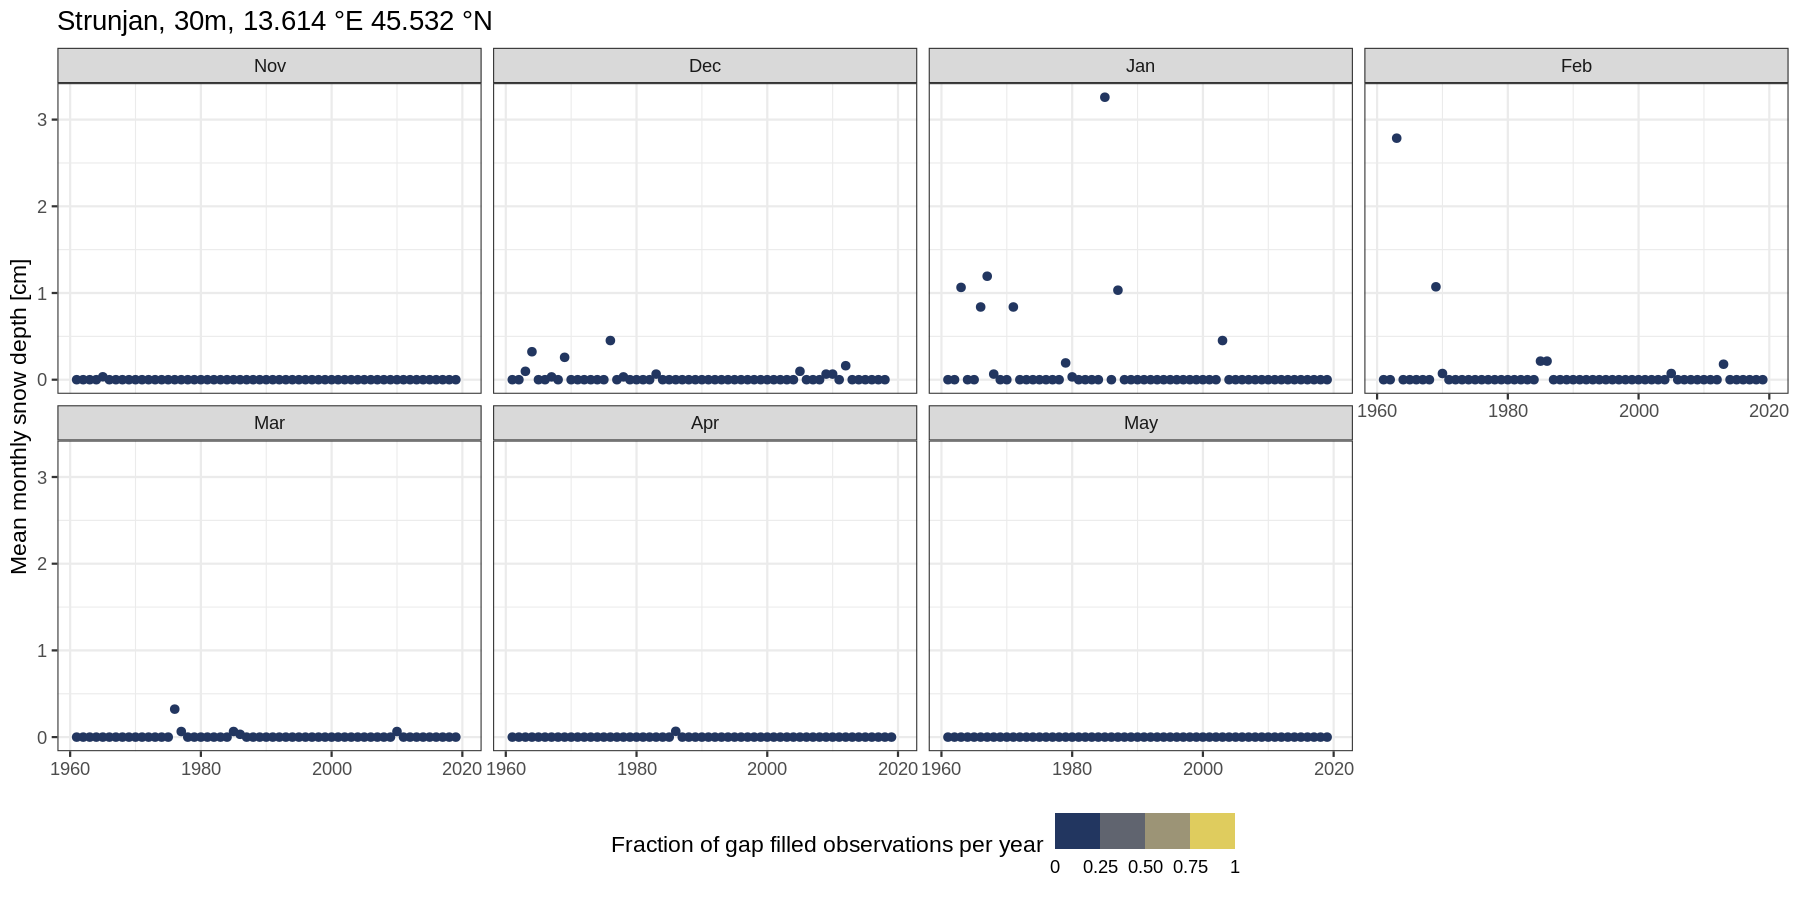 Strunjan, 30m, 13.614 °E 45.532 °N
Nov Dec Jan Feb
Mean monthly snow depth [cm]
3
2
1
0
1960 1980 2000 2020
Mar Apr May
3
2
1
0
1960 1980 2000 2020 1960 1980 2000 2020 1960 1980 2000 2020
Fraction of gap filled observations per year
0 0.25 0.50 0.75 1